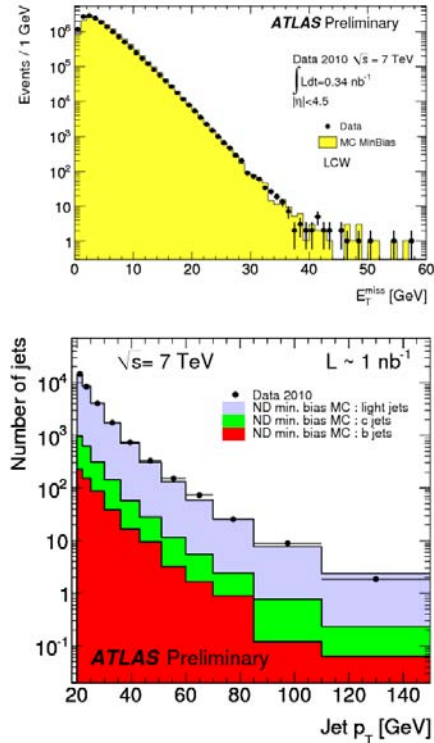 Events / 1 GeV
10⁶
10⁵
10⁴
10³
10²
10
1
ATLAS Preliminary
Data 2010 √s = 7 TeV
∫Ldt=0.34 nb⁻¹
|η|<4.5
Data
MC MinBias
LCW
0 10 20 30 40 50 60
E_T^miss [GeV]
√s= 7 TeV L ~ 1 nb⁻¹
Number of jets
Data 2010
ND min. bias MC : light jets
ND min. bias MC : c jets
ND min. bias MC : b jets
10⁴
10³
10²
10
1
10⁻¹
ATLAS Preliminary
20 40 60 80 100 120 140
Jet p_T [GeV]